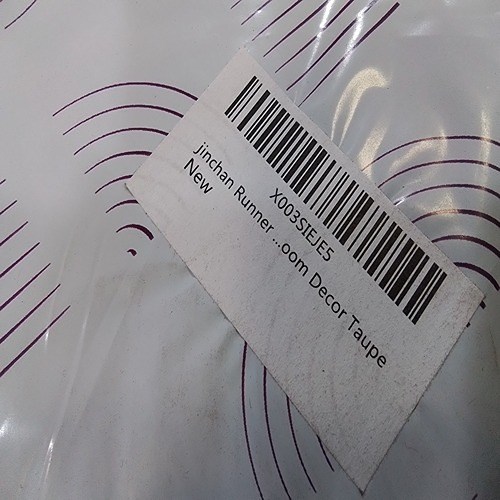 X003SIEJE5
jinchan Runner ...oom Decor Taupe
New